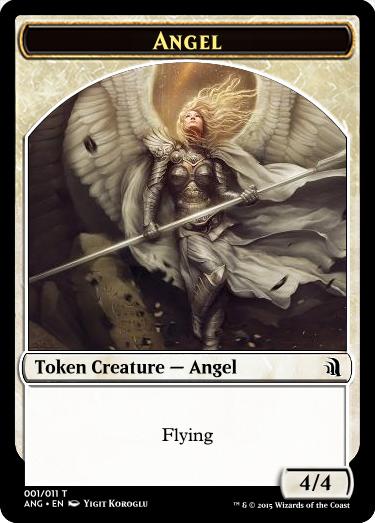 ANGEL
Token Creature — Angel
Flying
4/4
001/011 T
ANG • EN YIGIT KOROGLU
™ & © 2015 Wizards of the Coast